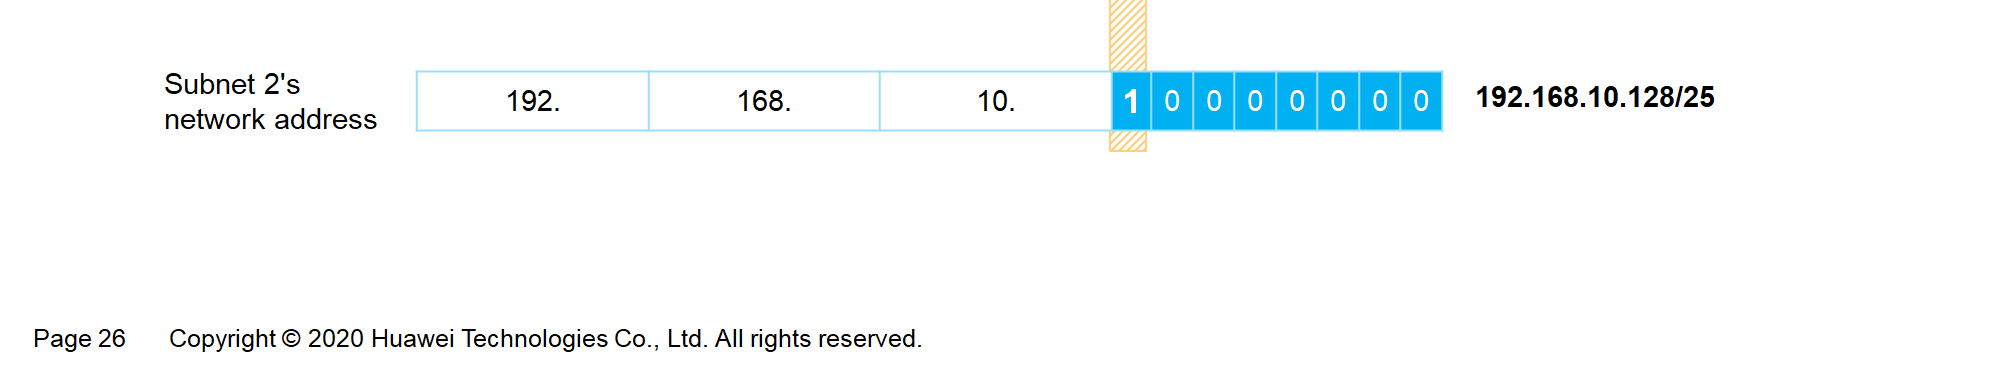 Subnet 2's
network address
192. 168. 10. 1 0 0 0 0 0 0 0 192.168.10.128/25
Page 26 Copyright © 2020 Huawei Technologies Co., Ltd. All rights reserved.